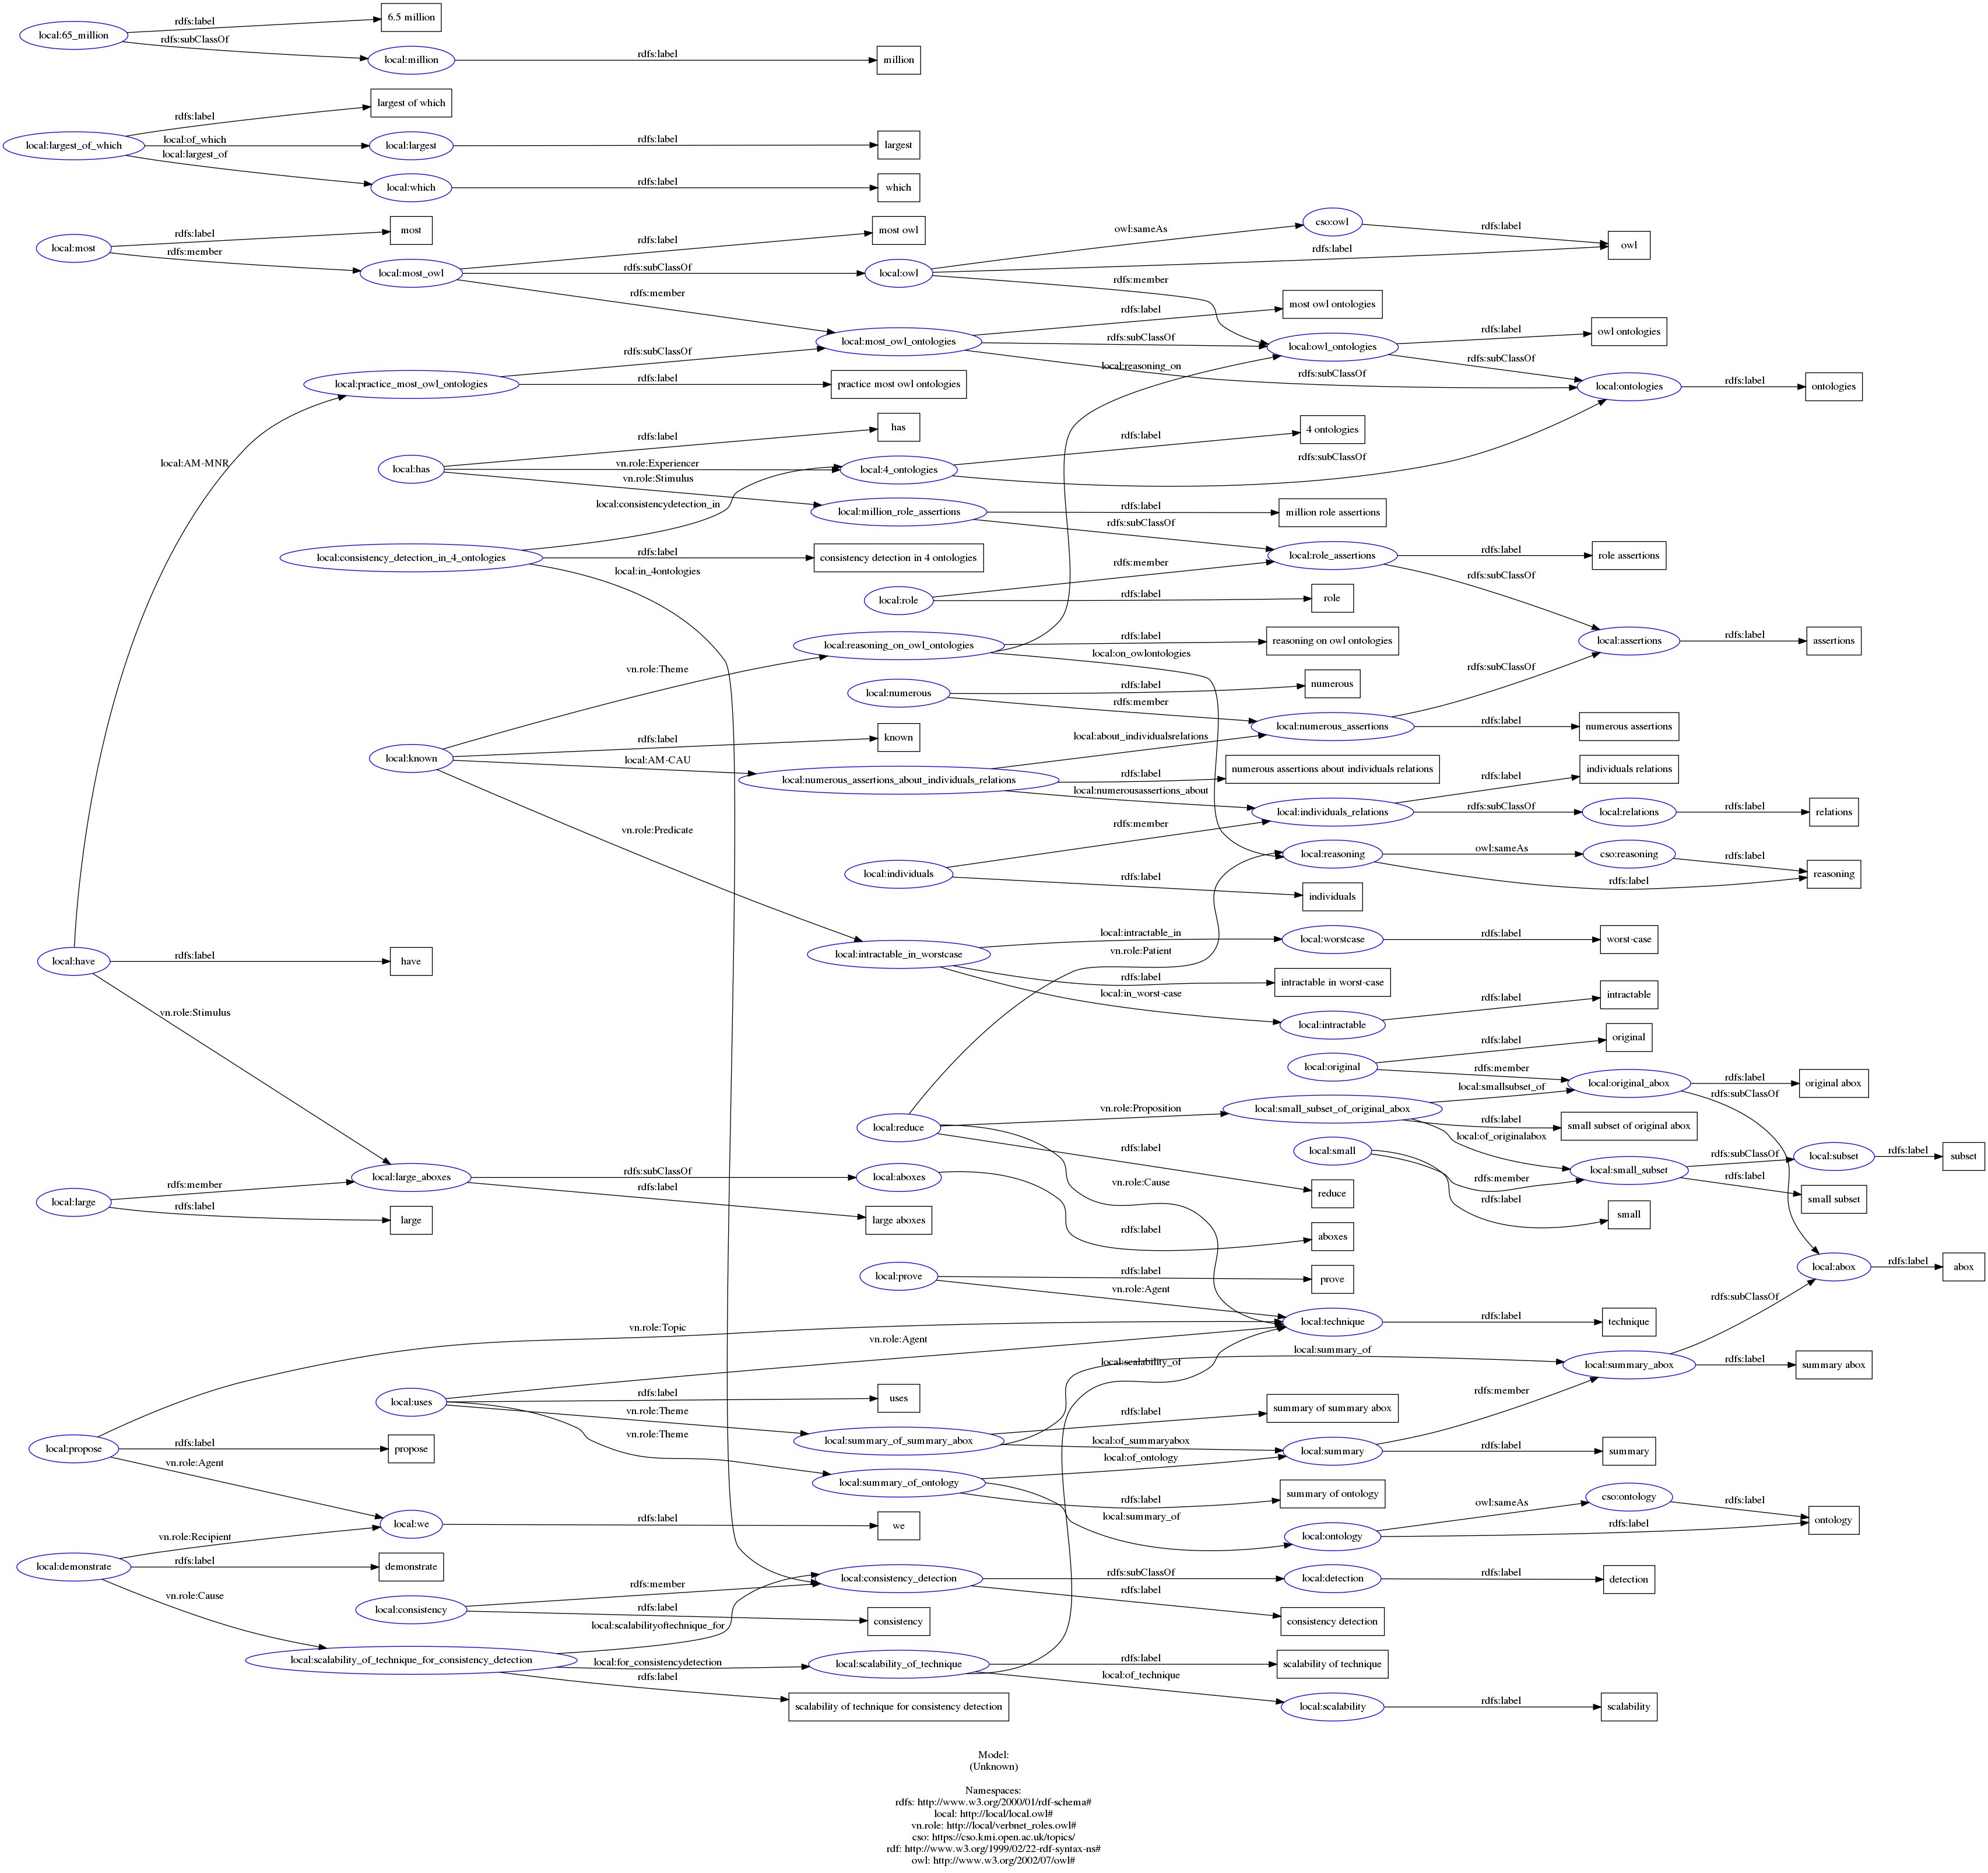 rdfs:label
6.5 million
local:65_million
rdfs:subClassOf
local:million
rdfs:label
million
largest of which
rdfs:label
local:largest_of_which
local:of_which
local:largest
rdfs:label
largest
local:largest_of
local:which
rdfs:label
which
local:most
rdfs:label
most
rdfs:member
local:most_owl
rdfs:label
most owl
rdfs:subClassOf
local:owl
rdfs:member
owl:sameAs
cso:owl
rdfs:label
owl
rdfs:label
rdfs:member
local:most_owl_ontologies
rdfs:label
most owl ontologies
rdfs:subClassOf
local:owl_ontologies
rdfs:label
owl ontologies
rdfs:subClassOf
rdfs:subClassOf
local:ontologies
rdfs:label
ontologies
local:reasoning_on
local:practice_most_owl_ontologies
rdfs:subClassOf
rdfs:label
practice most owl ontologies
local:AM-MNR
local:has
rdfs:label
has
vn.role:Experiencer
local:4_ontologies
rdfs:label
4 ontologies
rdfs:subClassOf
vn.role:Stimulus
local:million_role_assertions
rdfs:label
million role assertions
rdfs:subClassOf
local:consistencydetection_in
local:consistency_detection_in_4_ontologies
rdfs:label
consistency detection in 4 ontologies
local:in_4ontologies
local:role_assertions
rdfs:label
role assertions
rdfs:subClassOf
local:role
rdfs:member
rdfs:label
role
local:assertions
rdfs:label
assertions
local:reasoning_on_owl_ontologies
rdfs:label
reasoning on owl ontologies
local:on_owlontologies
vn.role:Theme
local:numerous
rdfs:label
numerous
rdfs:member
rdfs:subClassOf
local:numerous_assertions
rdfs:label
numerous assertions
local:known
rdfs:label
known
local:AM-CAU
local:numerous_assertions_about_individuals_relations
local:about_individualsrelations
rdfs:label
numerous assertions about individuals relations
local:numerousassertions_about
rdfs:label
individuals relations
local:individuals_relations
rdfs:subClassOf
local:relations
rdfs:label
relations
vn.role:Predicate
rdfs:member
local:individuals
rdfs:label
individuals
local:reasoning
owl:sameAs
cso:reasoning
rdfs:label
reasoning
rdfs:label
local:intractable_in_worstcase
local:intractable_in
local:worstcase
rdfs:label
worst-case
vn.role:Patient
rdfs:label
intractable in worst-case
local:in_worst-case
local:intractable
rdfs:label
intractable
local:have
rdfs:label
have
vn.role:Stimulus
local:original
rdfs:label
original
rdfs:member
local:original_abox
rdfs:label
original abox
rdfs:subClassOf
local:reduce
vn.role:Proposition
local:small_subset_of_original_abox
local:smallsubset_of
rdfs:label
small subset of original abox
local:of_originalabox
rdfs:label
reduce
vn.role:Cause
local:small
rdfs:member
local:small_subset
rdfs:subClassOf
local:subset
rdfs:label
subset
rdfs:label
small subset
rdfs:label
small
local:large
rdfs:member
local:large_aboxes
rdfs:subClassOf
local:aboxes
rdfs:label
large aboxes
rdfs:label
large
rdfs:label
aboxes
local:abox
rdfs:label
abox
local:prove
rdfs:label
prove
vn.role:Agent
local:technique
rdfs:label
technique
rdfs:subClassOf
vn.role:Topic
vn.role:Agent
local:scalability_of
local:summary_of
local:summary_abox
rdfs:label
summary abox
local:uses
rdfs:label
uses
vn.role:Theme
vn.role:Theme
local:summary_of_summary_abox
rdfs:label
summary of summary abox
local:of_summaryabox
local:summary
rdfs:member
rdfs:label
summary
local:propose
rdfs:label
propose
vn.role:Agent
local:summary_of_ontology
local:of_ontology
rdfs:label
summary of ontology
local:summary_of
local:ontology
owl:sameAs
cso:ontology
rdfs:label
ontology
rdfs:label
local:we
rdfs:label
we
vn.role:Recipient
local:demonstrate
rdfs:label
demonstrate
vn.role:Cause
local:consistency
rdfs:member
rdfs:label
consistency
local:consistency_detection
rdfs:subClassOf
local:detection
rdfs:label
detection
rdfs:label
consistency detection
local:scalabilityoftechnique_for
local:scalability_of_technique_for_consistency_detection
local:for_consistencydetection
local:scalability_of_technique
rdfs:label
scalability of technique
local:of_technique
local:scalability
rdfs:label
scalability
rdfs:label
scalability of technique for consistency detection
Model:
(Unknown)
Namespaces:
rdfs: http://www.w3.org/2000/01/rdf-schema#
local: http://local/local.owl#
vn.role: http://local/verbnet_roles.owl#
cso: https://cso.kmi.open.ac.uk/topics/
rdf: http://www.w3.org/1999/02/22-rdf-syntax-ns#
owl: http://www.w3.org/2002/07/owl#